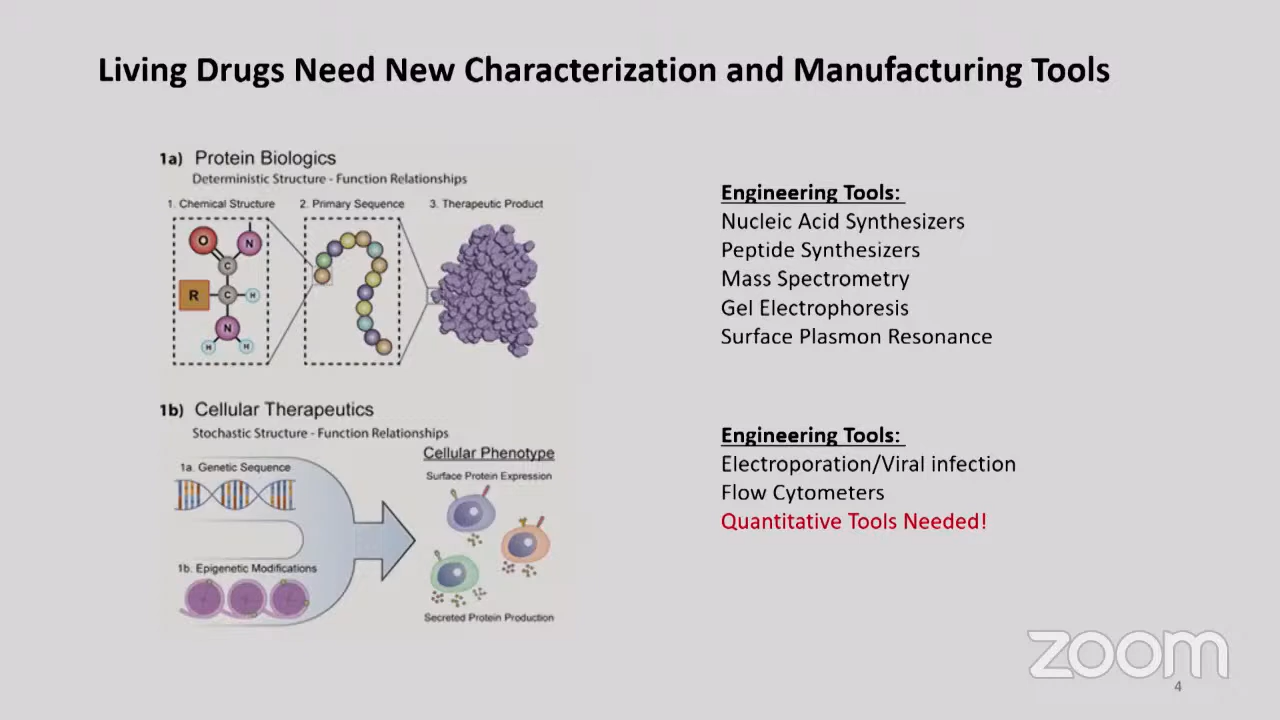 Living Drugs Need New Characterization and Manufacturing Tools
1a) Protein Biologics
Deterministic Structure - Function Relationships
1. Chemical Structure
2. Primary Sequence
3. Therapeutic Product
O
N
C
R
C
H
N
H
H
Engineering Tools:
Nucleic Acid Synthesizers
Peptide Synthesizers
Mass Spectrometry
Gel Electrophoresis
Surface Plasmon Resonance
1b) Cellular Therapeutics
Stochastic Structure - Function Relationships
1a. Genetic Sequence
1b. Epigenetic Modifications
Cellular Phenotype
Surface Protein Expression
Secreted Protein Production
Engineering Tools:
Electroporation/Viral infection
Flow Cytometers
Quantitative Tools Needed!
zoom
4